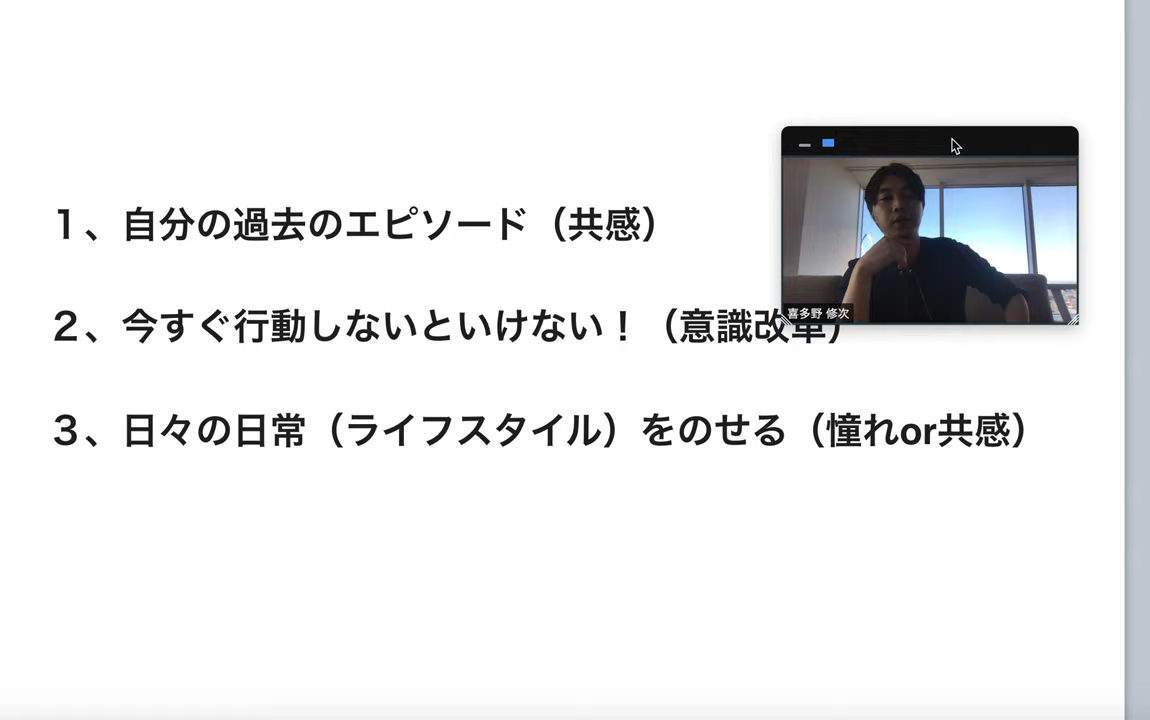 １、自分の過去のエピソード（共感）
２、今すぐ行動しないといけない！（意識改革）
３、日々の日常（ライフスタイル）をのせる（憧れor共感）
喜多野 修次